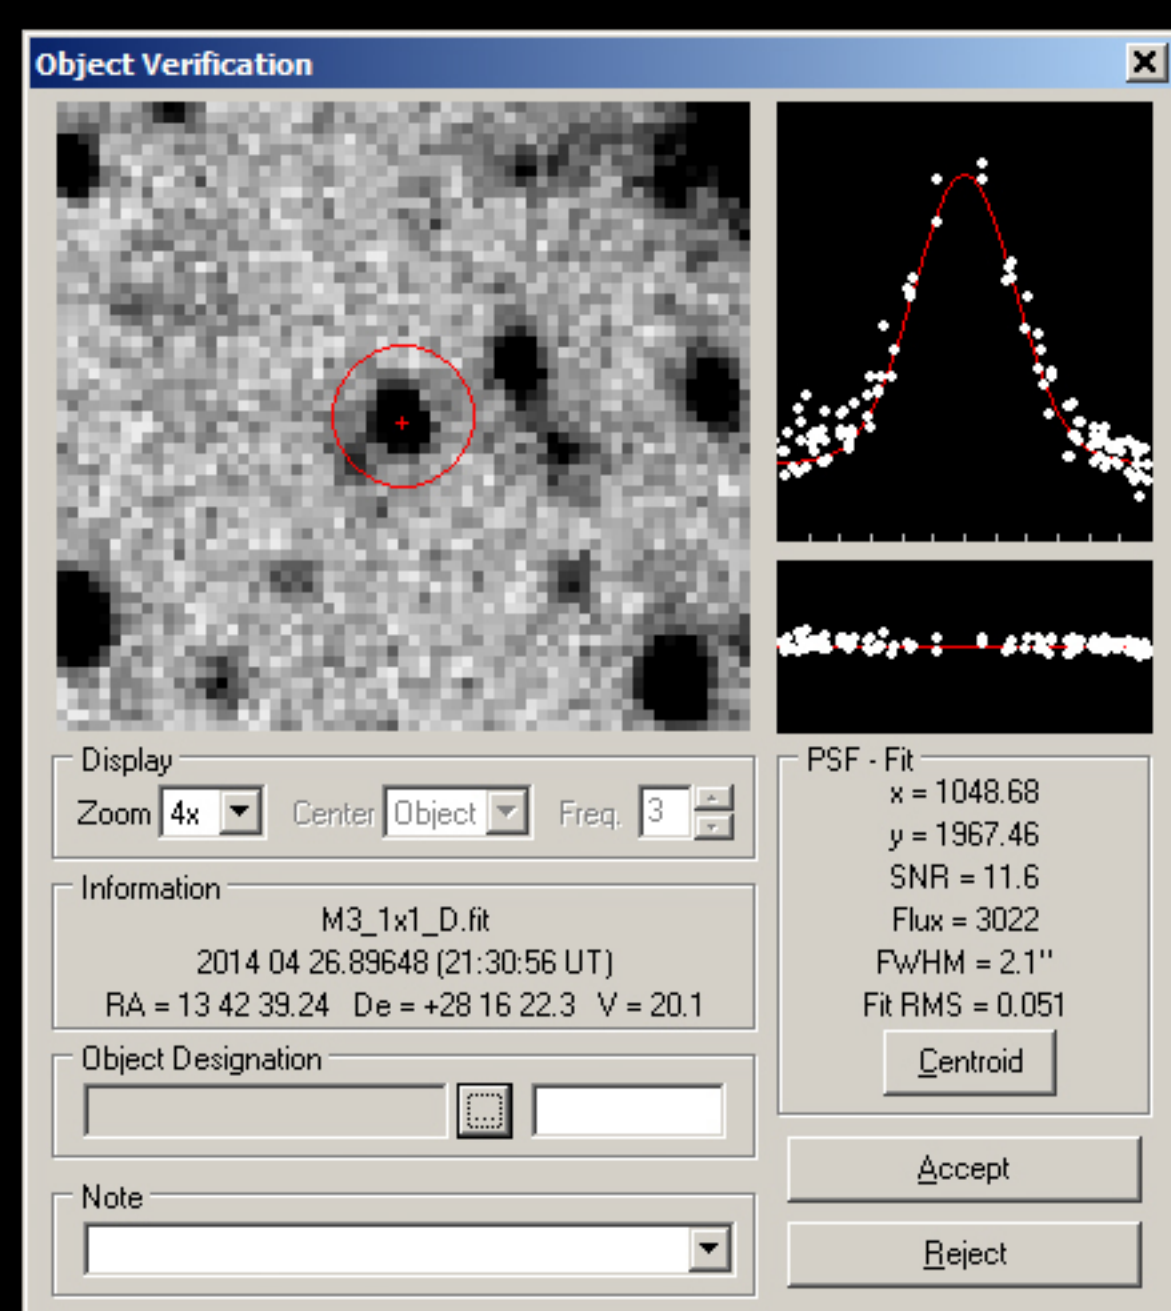 Object Verification
Display
Zoom 4x Center Object Freq. 3
Information
M3_1x1_D.fit
2014 04 26.89648 (21:30:56 UT)
RA = 13 42 39.24 De = +28 16 22.3 V = 20.1
Object Designation
...
Note
PSF - Fit
x = 1048.68
y = 1967.46
SNR = 11.6
Flux = 3022
FWHM = 2.1"
Fit RMS = 0.051
Centroid
Accept
Reject